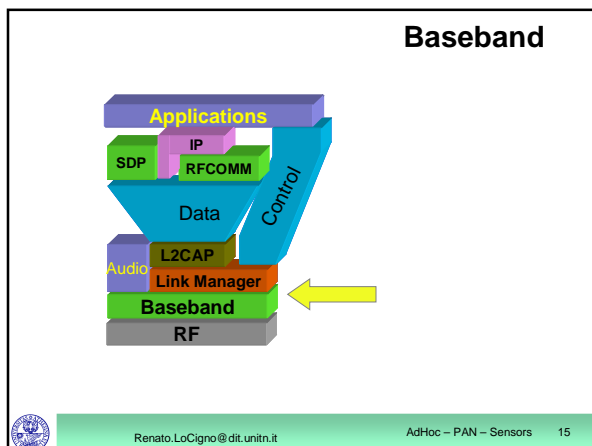 Baseband
Applications
IP
SDP
RFCOMM
Control
Data
L2CAP
Audio
Link Manager
Baseband
RF
Renato.LoCigno@dit.unitn.it
AdHoc – PAN – Sensors 15